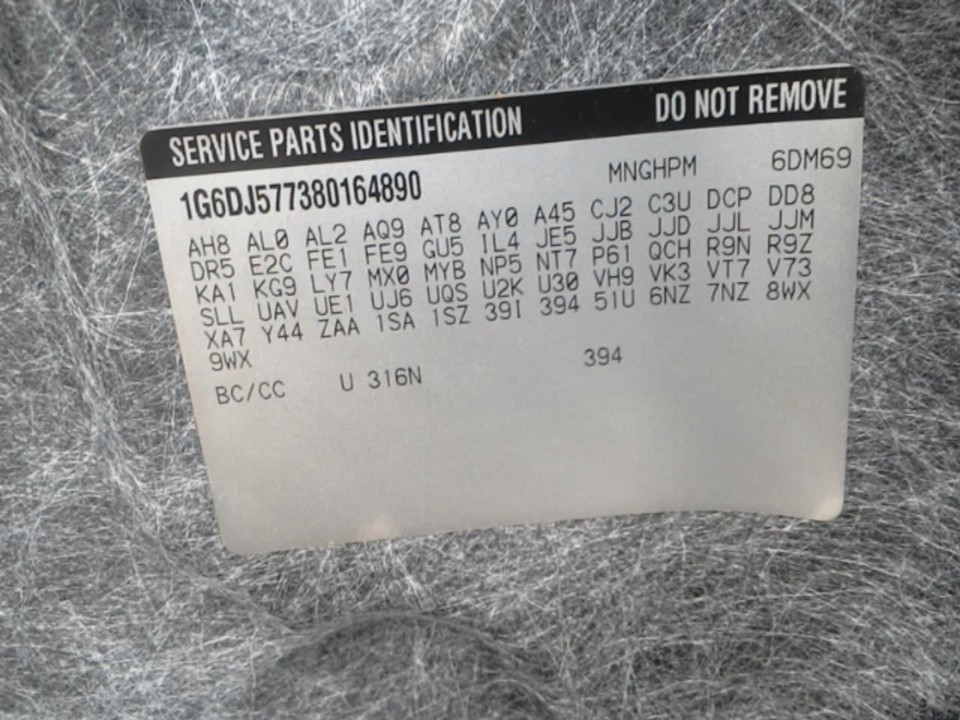 SERVICE PARTS IDENTIFICATION DO NOT REMOVE
1G6DJ577380164890 MNGHPM 6DM69
AH8 AL0 AL2 AQ9 AT8 AY0 A45 CJ2 C3U DCP DD8
DR5 E2C FE1 FE9 GU5 IL4 JE5 JJB JJD JJL JJM
KA1 KG9 LY7 MX0 MYB NP5 NT7 P61 QCH R9N R9Z
SLL UAV UE1 UJ6 UQS U2K U30 VH9 VK3 VT7 V73
XA7 Y44 ZAA 1SA 1SZ 39I 394 51U 6NZ 7NZ 8WX
9WX
BC/CC U 316N 394